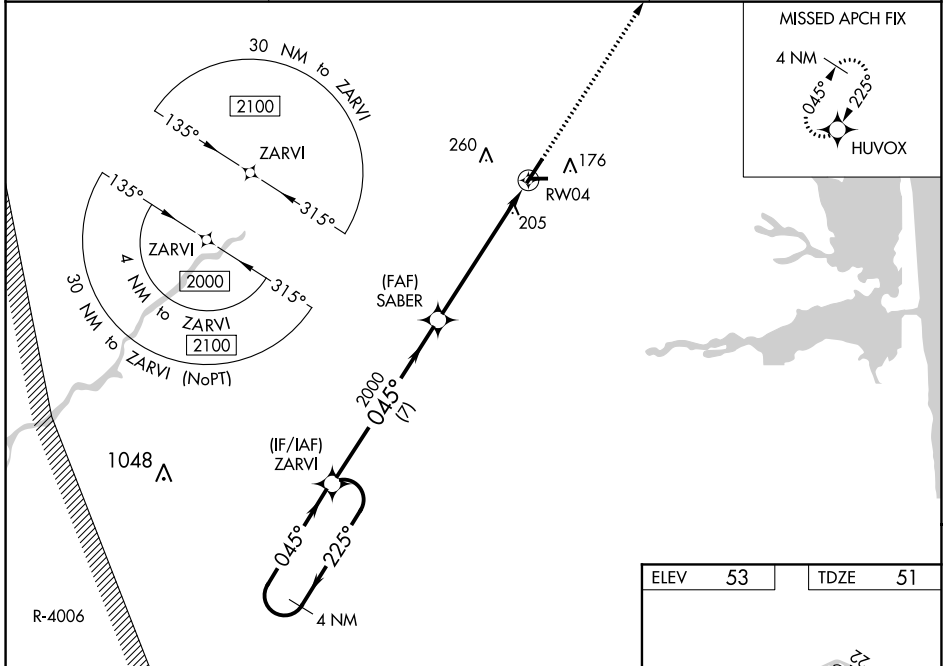 MISSED APCH FIX
4 NM
045°
225°
HUVOX
30 NM to ZARVI
2100
135°
ZARVI
315°
135°
ZARVI
2000
315°
4 NM to ZARVI
2100
30 NM to ZARVI (NoPT)
260
176
RW04
205
(FAF)
SABER
2000
045°
(7)
(IF/IAF)
ZARVI
1048
045°
225°
4 NM
R-4006
ELEV 53
TDZE 51
22